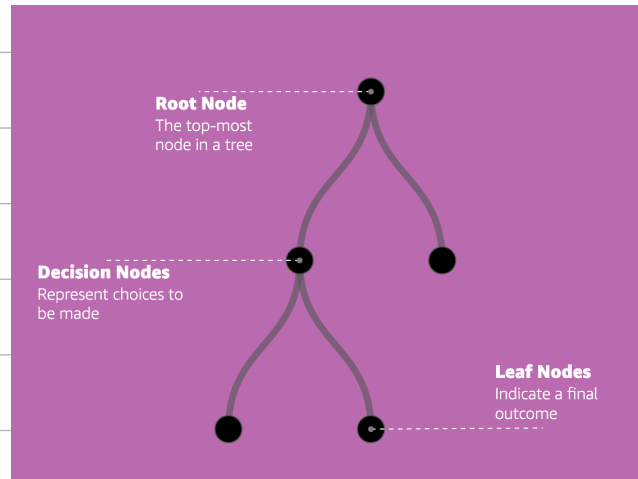 Root Node
The top-most
node in a tree
Decision Nodes
Represent choices to
be made
Leaf Nodes
Indicate a final
outcome